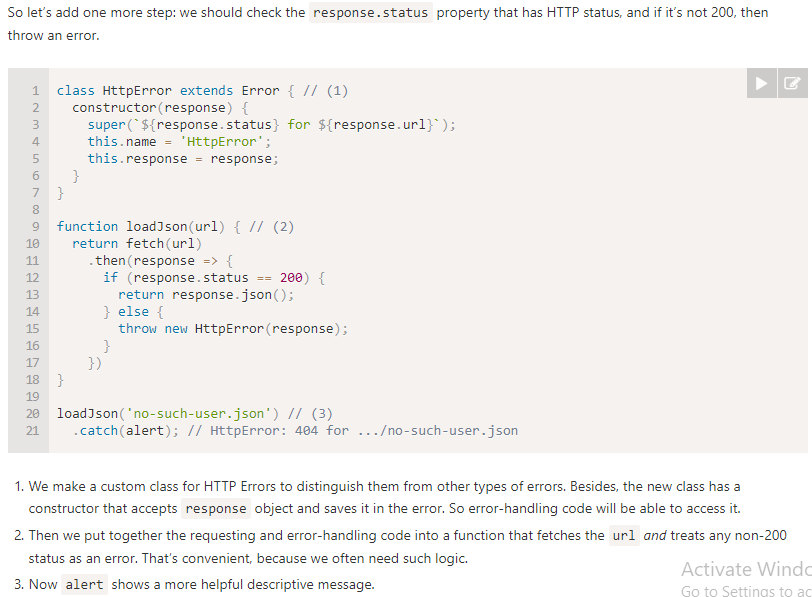 So let's add one more step: we should check the response.status property that has HTTP status, and if it's not 200, then
throw an error.
1 class HttpError extends Error { // (1)
2   constructor(response) {
3     super(`${response.status} for ${response.url}`);
4     this.name = 'HttpError';
5     this.response = response;
6   }
7 }
8
9 function loadJson(url) { // (2)
10   return fetch(url)
11     .then(response => {
12       if (response.status == 200) {
13         return response.json();
14       } else {
15         throw new HttpError(response);
16       }
17     })
18 }
19
20 loadJson('no-such-user.json') // (3)
21   .catch(alert); // HttpError: 404 for .../no-such-user.json
1. We make a custom class for HTTP Errors to distinguish them from other types of errors. Besides, the new class has a
constructor that accepts response object and saves it in the error. So error-handling code will be able to access it.
2. Then we put together the requesting and error-handling code into a function that fetches the url and treats any non-200
status as an error. That's convenient, because we often need such logic.
3. Now alert shows a more helpful descriptive message.
Activate Windo
Go to Settings to ac